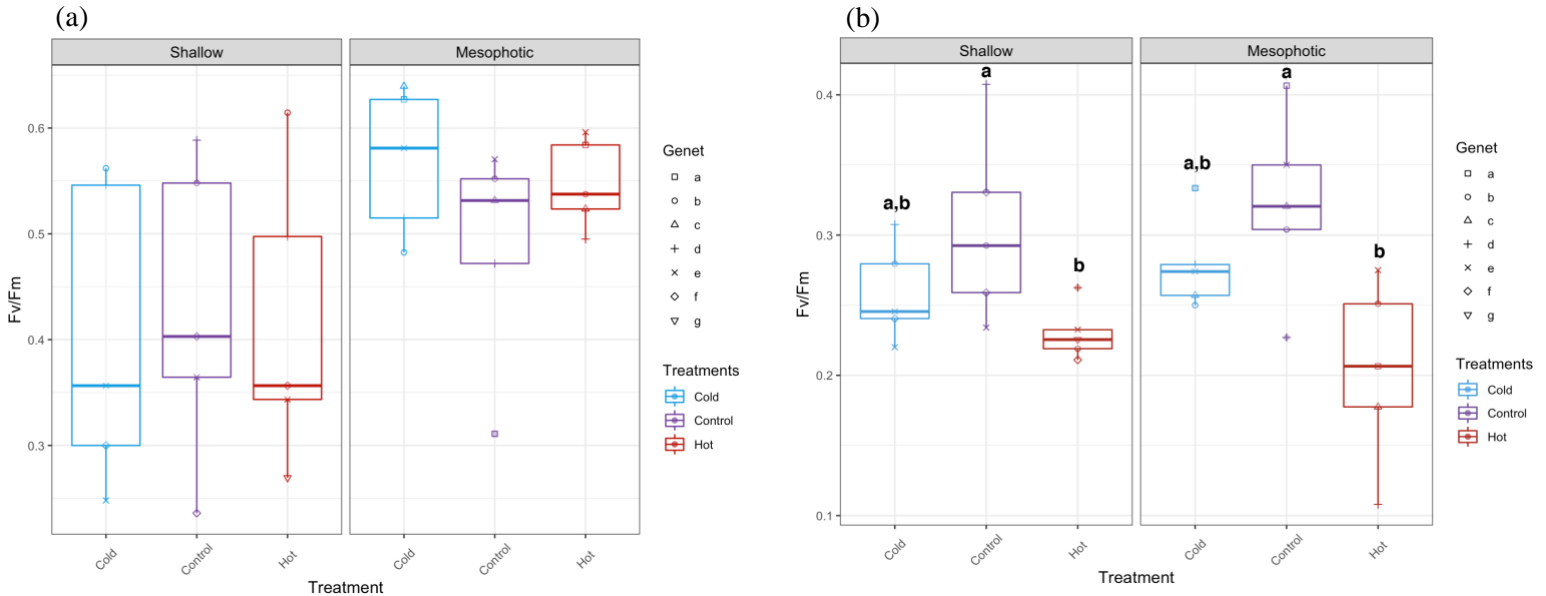 (a)
Shallow
Mesophotic
Fv/Fm
0.6
0.5
0.4
0.3
Cold
Control
Hot
Cold
Control
Hot
Treatment
Genet
a
b
c
d
e
f
g
Treatments
Cold
Control
Hot
(b)
Shallow
Mesophotic
Fv/Fm
0.4
0.3
0.2
0.1
a,b
a
b
a,b
a
b
Cold
Control
Hot
Cold
Control
Hot
Treatment
Genet
a
b
c
d
e
f
g
Treatments
Cold
Control
Hot